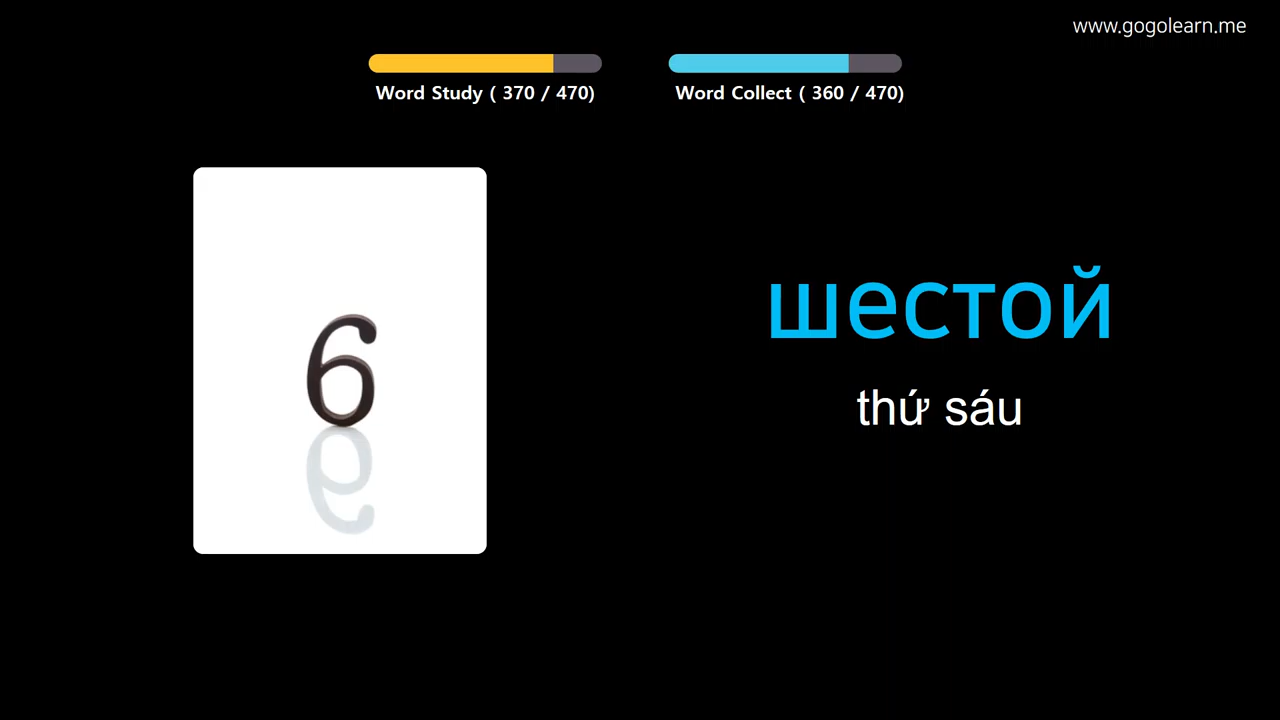 www.gogolearn.me
Word Study ( 370 / 470)
Word Collect ( 360 / 470)
6
шестой
thứ sáu